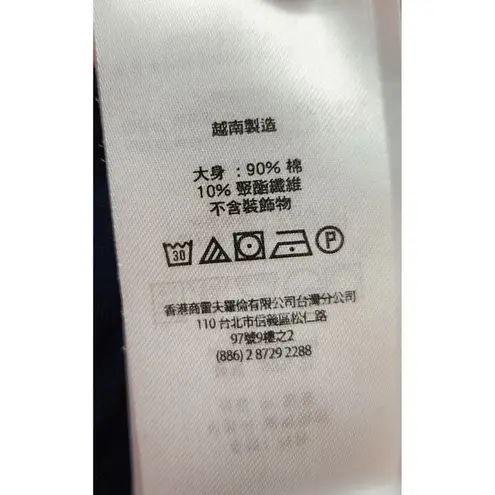 越南製造
大身 : 90% 棉
10% 聚酯纖維
不含裝飾物
30 P
香港商雷夫羅倫有限公司台灣分公司
110 台北市信義區松仁路
97號9樓之2
(886) 2 8729 2288